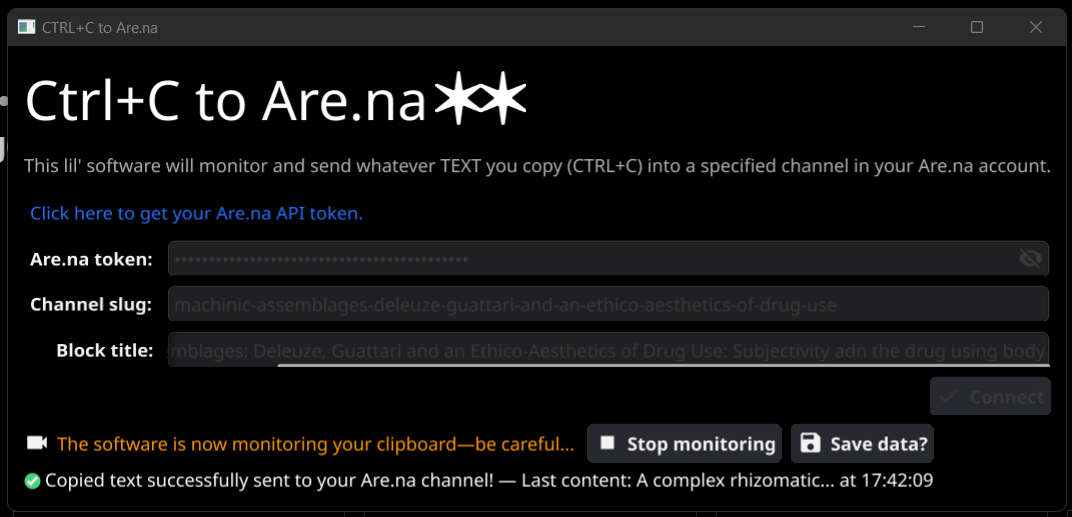 CTRL+C to Are.na
Ctrl+C to Are.na
This lil' software will monitor and send whatever TEXT you copy (CTRL+C) into a specified channel in your Are.na account.
Click here to get your Are.na API token.
Are.na token: ••••••••••••••••••••••••••••••••••••••••••••
Channel slug: machinic-assemblages-deleuze-guattari-and-an-ethico-aesthetics-of-drug-use
Block title: mblages: Deleuze, Guattari and an Ethico-Aesthetics of Drug Use: Subjectivity adn the drug using body
Connect
The software is now monitoring your clipboard—be careful... Stop monitoring Save data?
Copied text successfully sent to your Are.na channel! — Last content: A complex rhizomatic... at 17:42:09